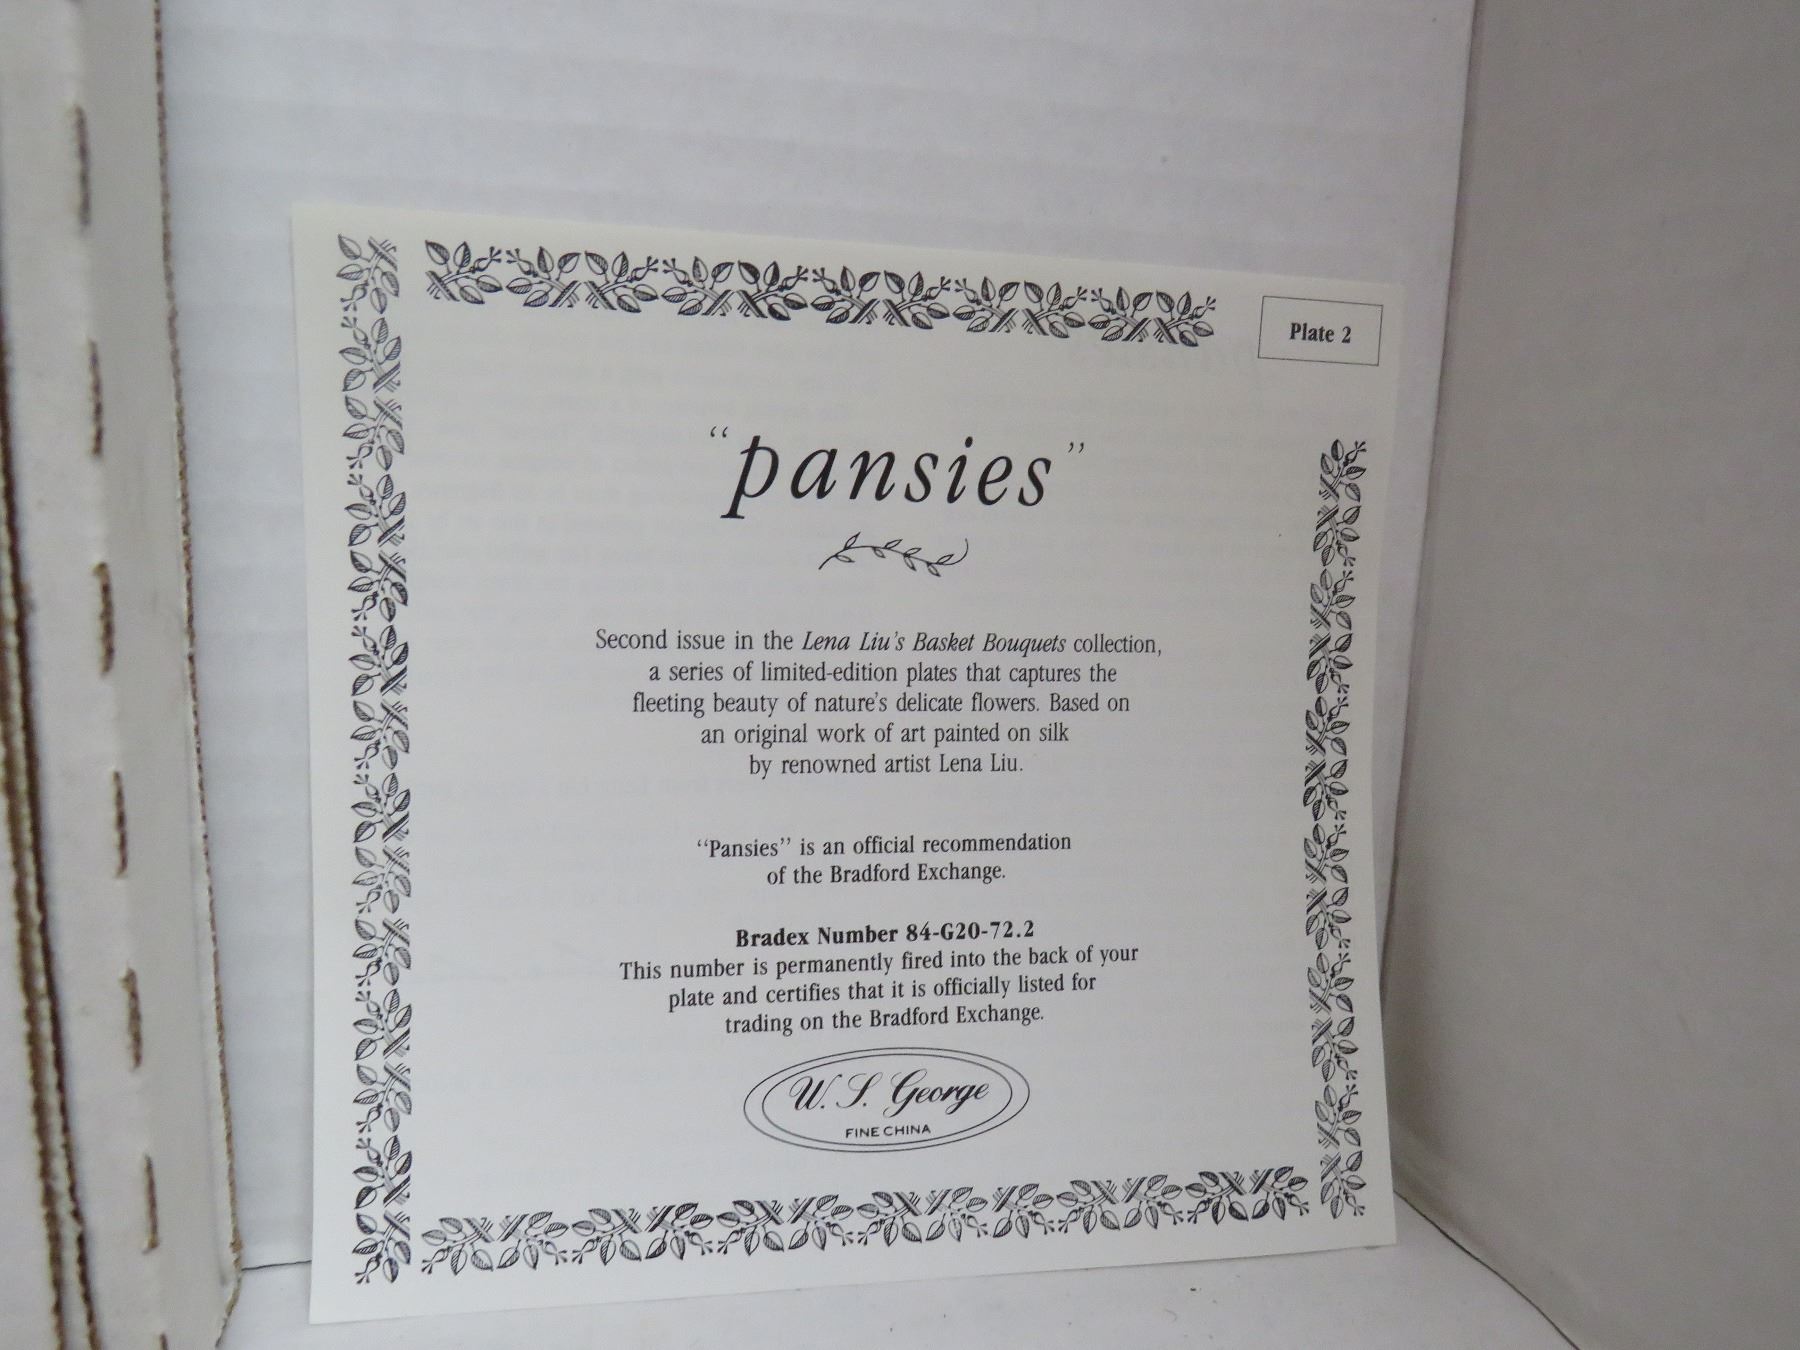 Plate 2
“pansies”
Second issue in the Lena Liu's Basket Bouquets collection,
a series of limited-edition plates that captures the
fleeting beauty of nature's delicate flowers. Based on
an original work of art painted on silk
by renowned artist Lena Liu.
“Pansies” is an official recommendation
of the Bradford Exchange.
Bradex Number 84-G20-72.2
This number is permanently fired into the back of your
plate and certifies that it is officially listed for
trading on the Bradford Exchange.
W. S. George
FINE CHINA